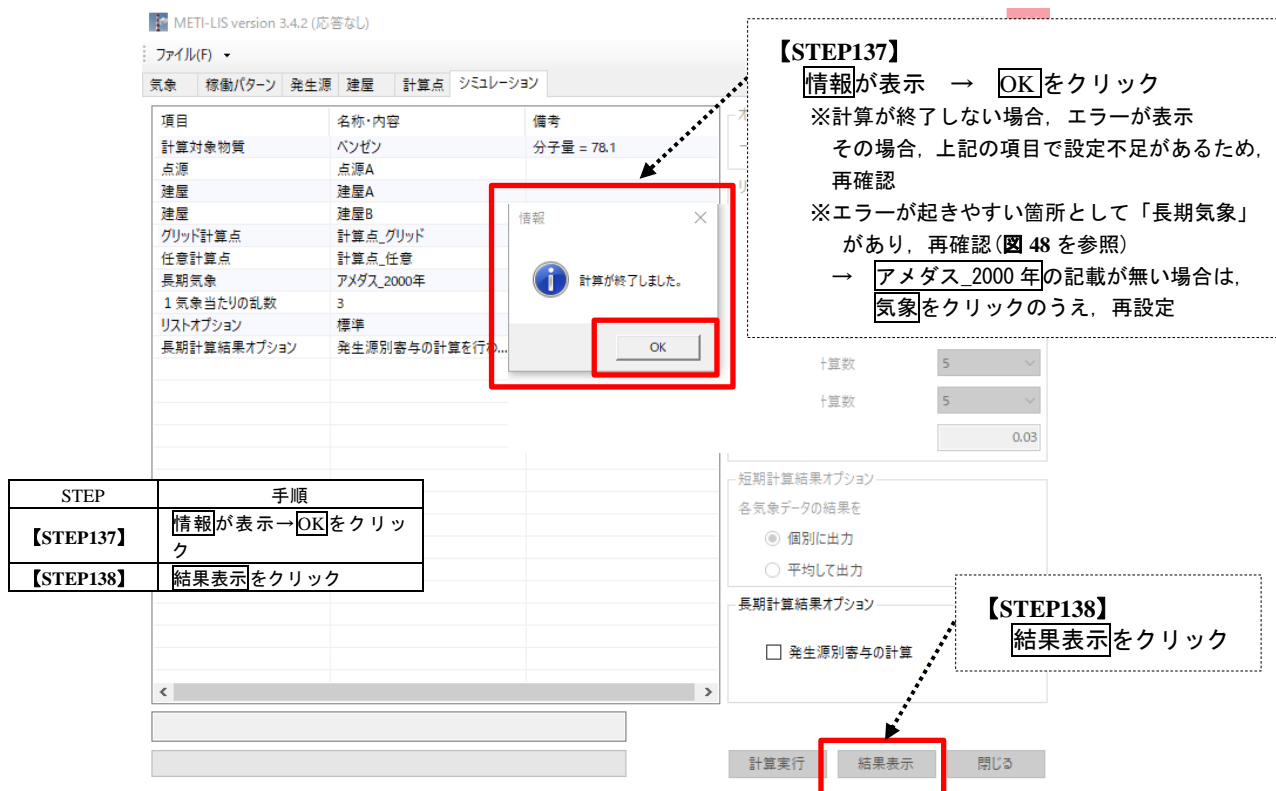 METI-LIS version 3.4.2 (応答なし)
ファイル(F)
気象 稼働パターン 発生源 建屋 計算点 シミュレーション
項目 名称・内容 備考
計算対象物質 ベンゼン 分子量 = 78.1
点源 点源A
建屋 建屋A
建屋 建屋B
グリッド計算点 計算点_グリッド
任意計算点 計算点_任意
長期気象 アメダス_2000年
1気象当たりの乱数 3
リストオプション 標準
長期計算結果オプション 発生源別寄与の計算を行わ...
情報
計算が終了しました。
OK
【STEP137】
情報が表示 → OKをクリック
※計算が終了しない場合，エラーが表示
その場合，上記の項目で設定不足があるため，
再確認
※エラーが起きやすい箇所として「長期気象」
があり，再確認(図 48 を参照)
→ アメダス_2000 年の記載が無い場合は，
気象をクリックのうえ，再設定
計算数 5
計算数 5
0.03
短期計算結果オプション
各気象データの結果を
個別に出力
平均して出力
長期計算結果オプション
発生源別寄与の計算
STEP 手順
【STEP137】 情報が表示→OKをクリッ
ク
【STEP138】 結果表示をクリック
【STEP138】
結果表示をクリック
計算実行 結果表示 閉じる